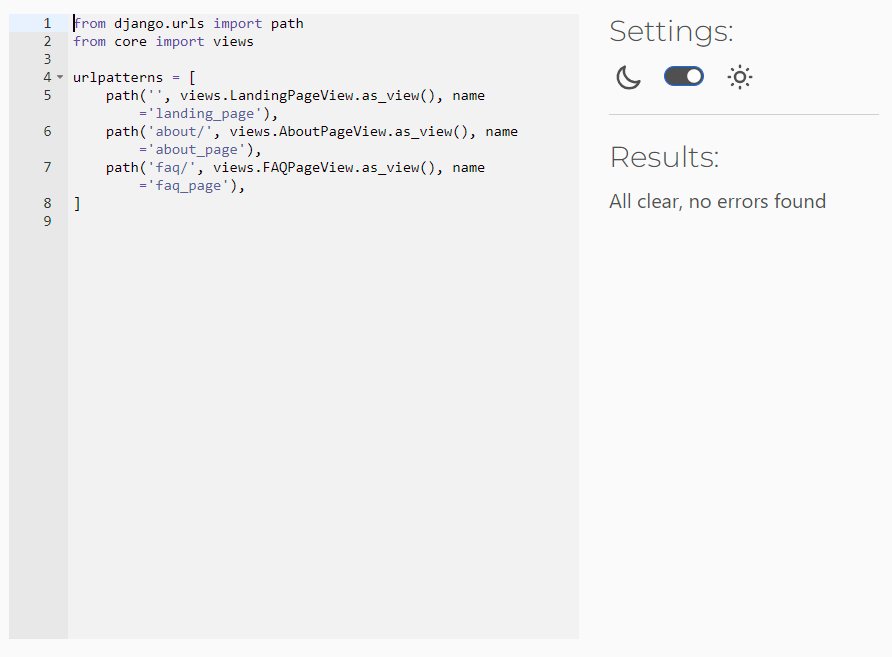 1 from django.urls import path
2 from core import views
3
4 urlpatterns = [
5     path('', views.LandingPageView.as_view(), name
        ='landing_page'),
6     path('about/', views.AboutPageView.as_view(), name
        ='about_page'),
7     path('faq/', views.FAQPageView.as_view(), name
        ='faq_page'),
8 ]
9
Settings:
Results:
All clear, no errors found